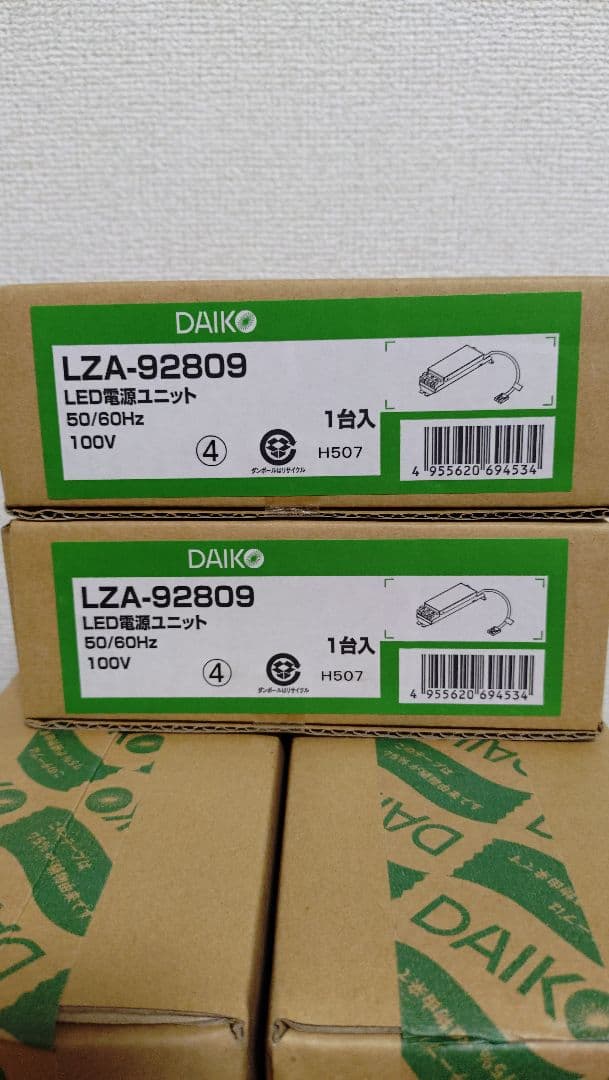 DAIKO
LZA-92809
LED電源ユニット
50/60Hz
100V
④
ダンボールはリサイクル
H507
1台入
4 955620 694534
DAIKO
LZA-92809
LED電源ユニット
50/60Hz
100V
④
ダンボールはリサイクル
H507
1台入
4 955620 694534
DAIKO